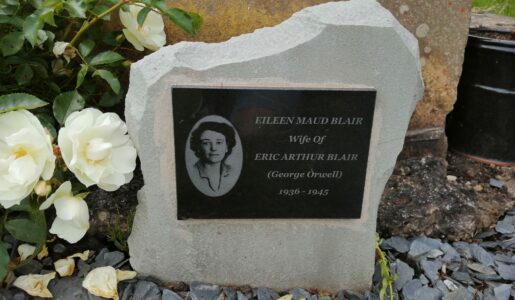 EILEEN MAUD BLAIR
Wife Of
ERIC ARTHUR BLAIR
(George Orwell)
1936 - 1945